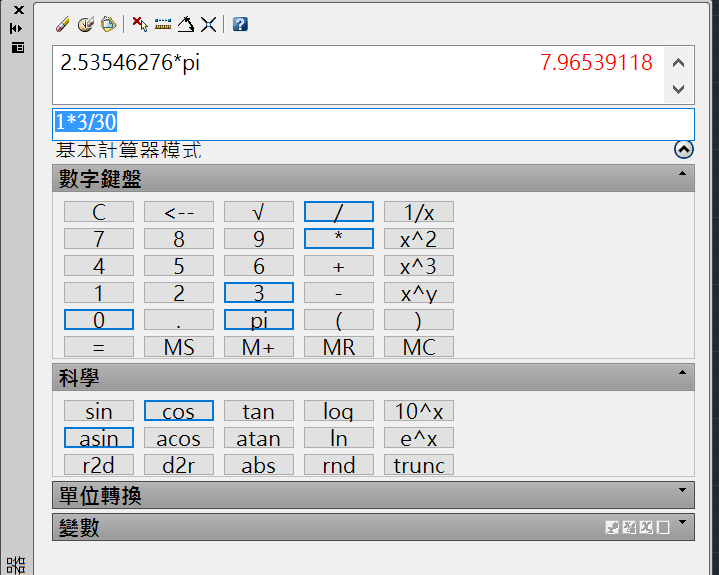 2.53546276*pi 7.96539118
1*3/30
基本計算器模式
數字鍵盤
C <-- √ / 1/x
7 8 9 * x^2
4 5 6 + x^3
1 2 3 - x^y
0 . pi ( )
= MS M+ MR MC
科學
sin cos tan log 10^x
asin acos atan ln e^x
r2d d2r abs rnd trunc
單位轉換
變數